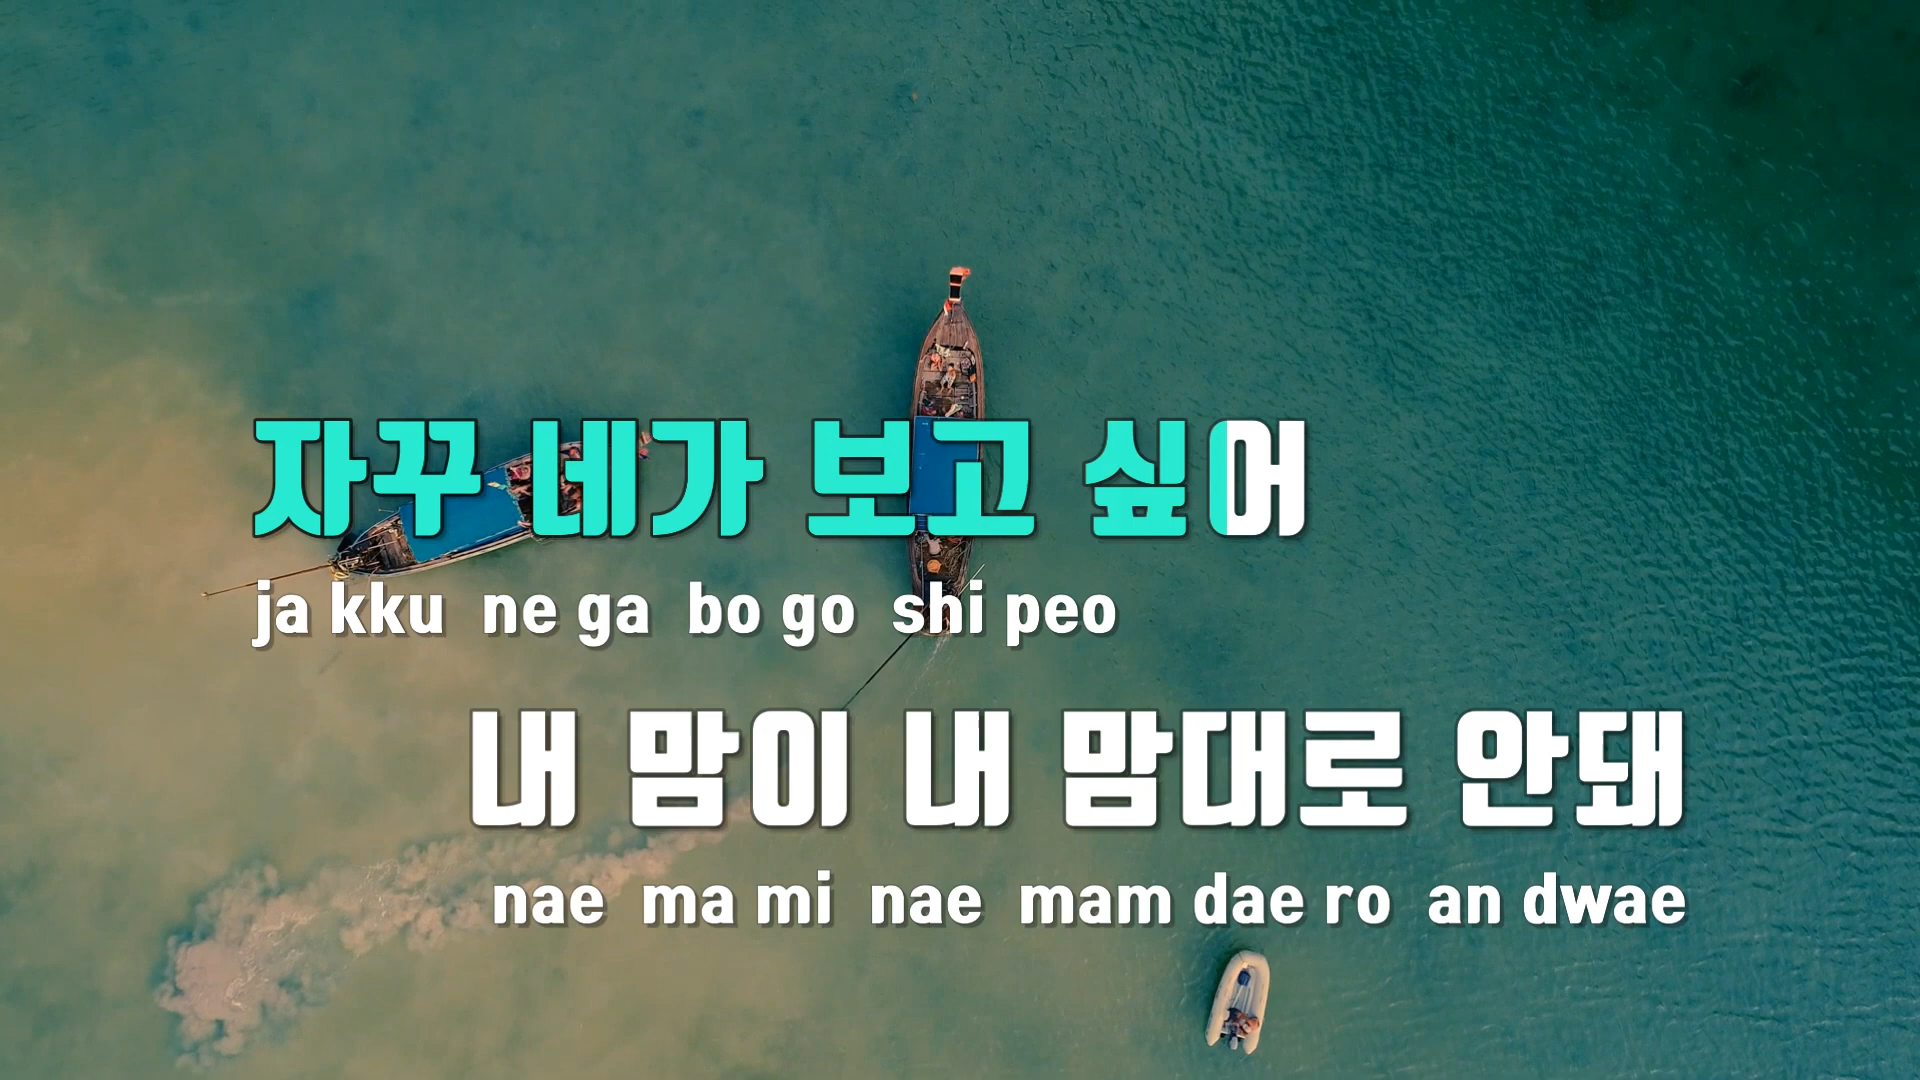 자꾸 네가 보고 싶어
ja kku ne ga bo go shi peo
내 맘이 내 맘대로 안돼
nae ma mi nae mam dae ro an dwae